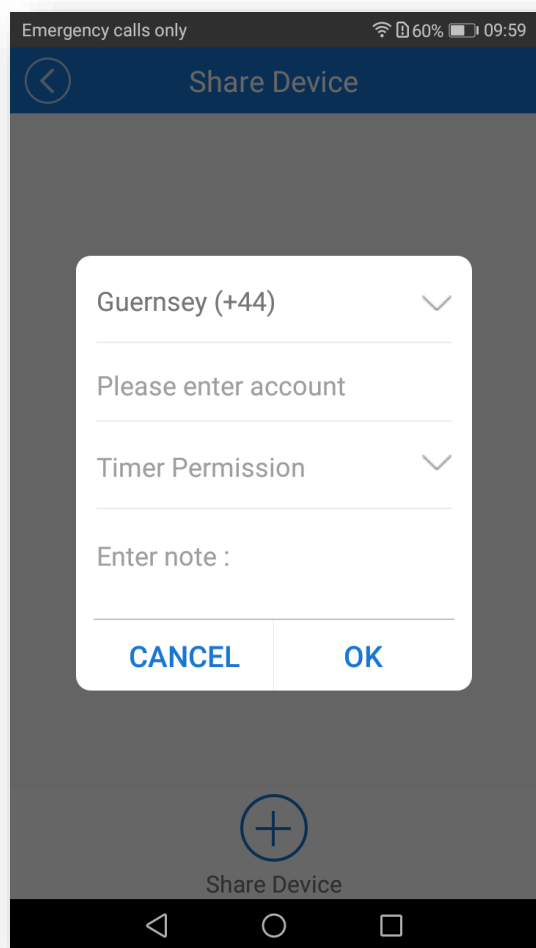 Emergency calls only 60% 09:59
Share Device
Guernsey (+44)
Please enter account
Timer Permission
Enter note :
CANCEL OK
Share Device